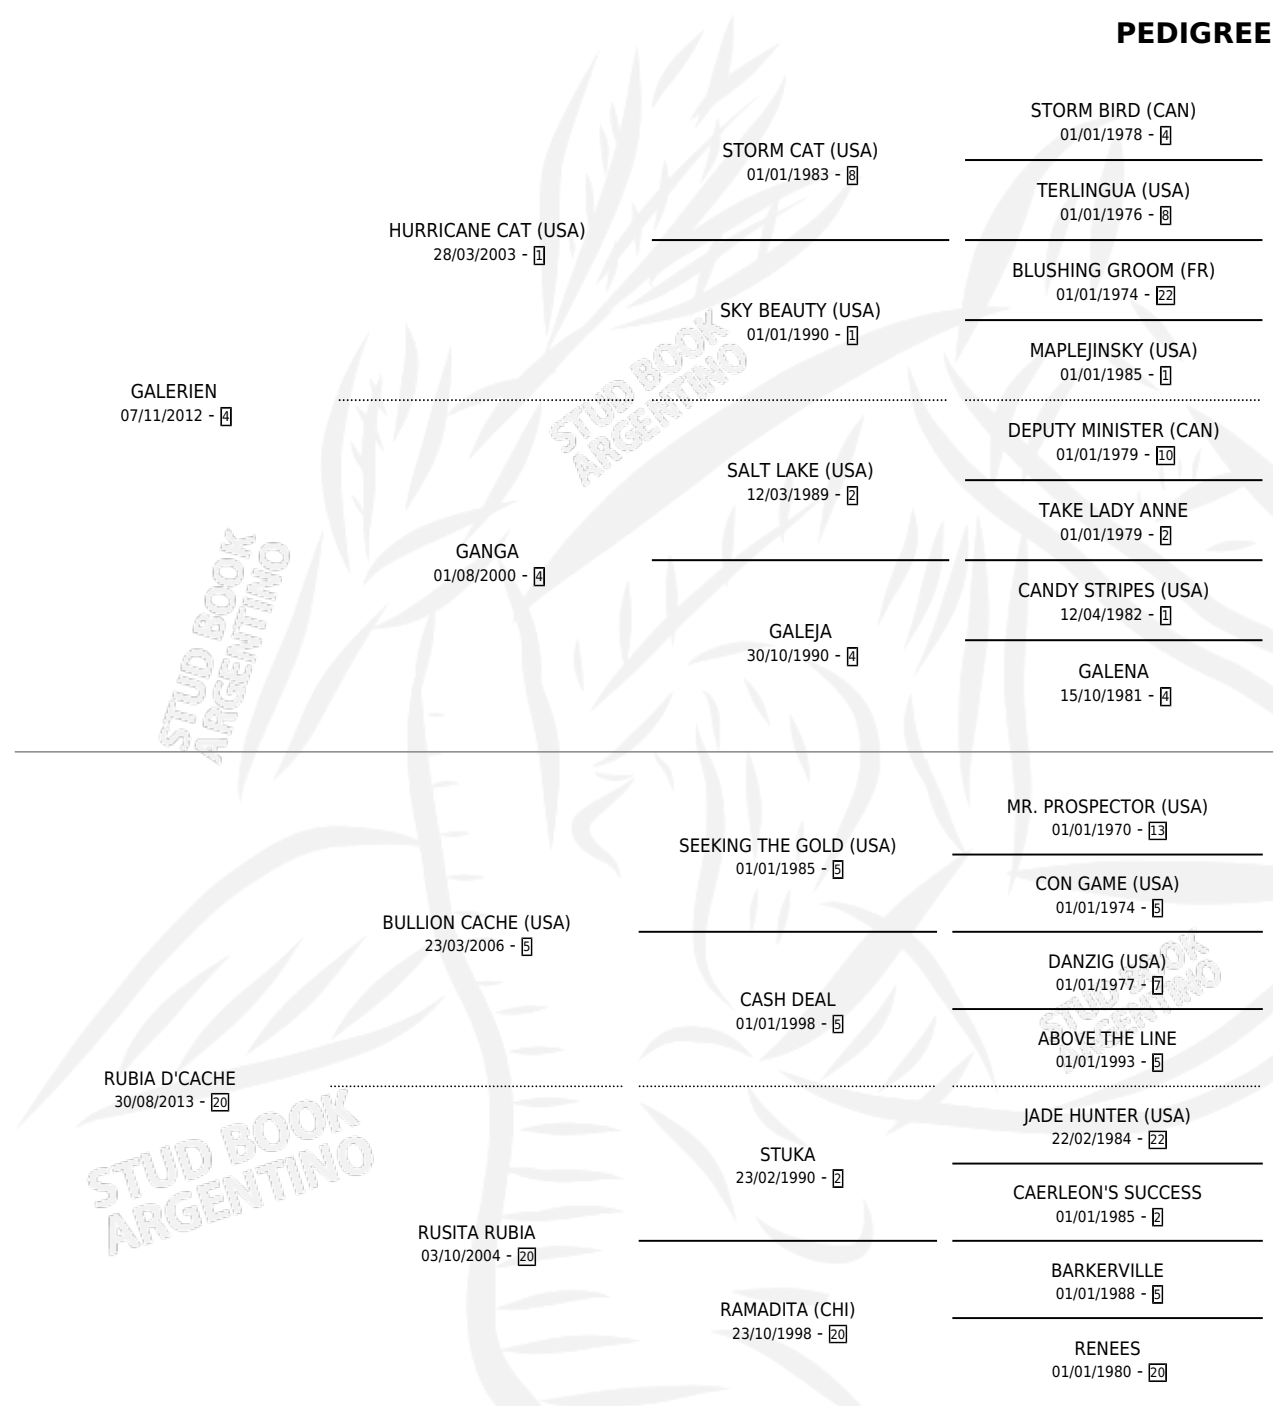 PEDIGREE
STORM BIRD (CAN)
01/01/1978 - 4
STORM CAT (USA)
01/01/1983 - 8
TERLINGUA (USA)
01/01/1976 - 8
HURRICANE CAT (USA)
28/03/2003 - 1
BLUSHING GROOM (FR)
01/01/1974 - 22
SKY BEAUTY (USA)
01/01/1990 - 1
MAPLEJINSKY (USA)
01/01/1985 - 1
GALERIEN
07/11/2012 - 4
DEPUTY MINISTER (CAN)
01/01/1979 - 10
SALT LAKE (USA)
12/03/1989 - 2
TAKE LADY ANNE
01/01/1979 - 2
GANGA
01/08/2000 - 4
CANDY STRIPES (USA)
12/04/1982 - 1
GALEJA
30/10/1990 - 4
GALENA
15/10/1981 - 4
MR. PROSPECTOR (USA)
01/01/1970 - 13
SEEKING THE GOLD (USA)
01/01/1985 - 5
CON GAME (USA)
01/01/1974 - 5
BULLION CACHE (USA)
23/03/2006 - 5
DANZIG (USA)
01/01/1977 - 7
CASH DEAL
01/01/1998 - 5
ABOVE THE LINE
01/01/1993 - 5
RUBIA D'CACHE
30/08/2013 - 20
JADE HUNTER (USA)
22/02/1984 - 22
STUKA
23/02/1990 - 2
CAERLEON'S SUCCESS
01/01/1985 - 2
RUSITA RUBIA
03/10/2004 - 20
BARKERVILLE
01/01/1988 - 5
RAMADITA (CHI)
23/10/1998 - 20
RENEES
01/01/1980 - 20
STUD BOOK
ARGENTINO
STUD BOOK
ARGENTINO
STUD BOOK
ARGENTINO
STUD BOOK
ARGENTINO